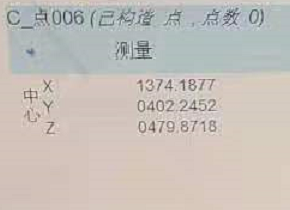 C_点006 (已构造 点，点数 0)
测量
中心
X 1374.1877
Y 0402.2452
Z 0479.8718